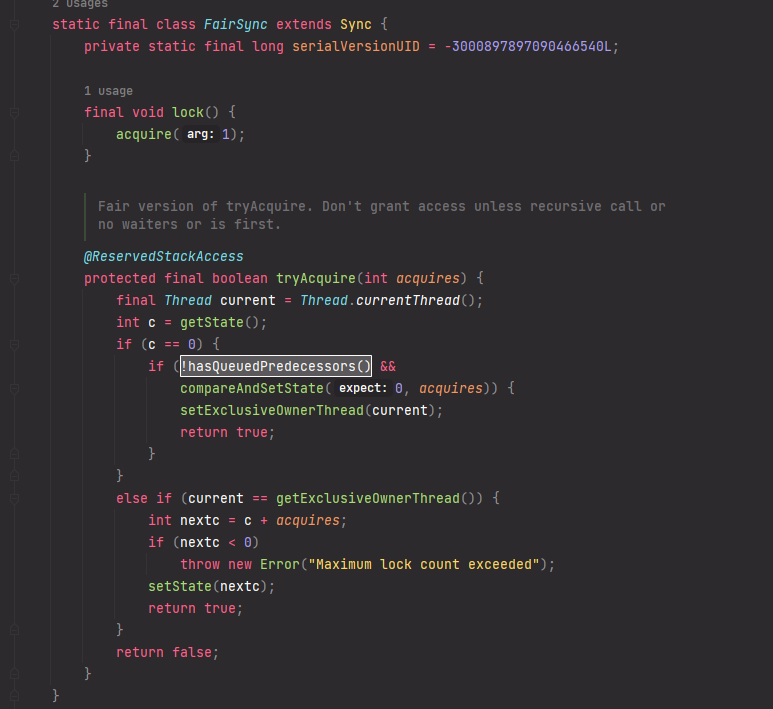 2 usages
static final class FairSync extends Sync {
private static final long serialVersionUID = -3000897897090466540L;
1 usage
final void lock() {
acquire( arg: 1);
}
Fair version of tryAcquire. Don't grant access unless recursive call or
no waiters or is first.
@ReservedStackAccess
protected final boolean tryAcquire(int acquires) {
final Thread current = Thread.currentThread();
int c = getState();
if (c == 0) {
if (!hasQueuedPredecessors() &&
compareAndSetState( expect: 0, acquires)) {
setExclusiveOwnerThread(current);
return true;
}
}
else if (current == getExclusiveOwnerThread()) {
int nextc = c + acquires;
if (nextc < 0)
throw new Error("Maximum lock count exceeded");
setState(nextc);
return true;
}
return false;
}
}